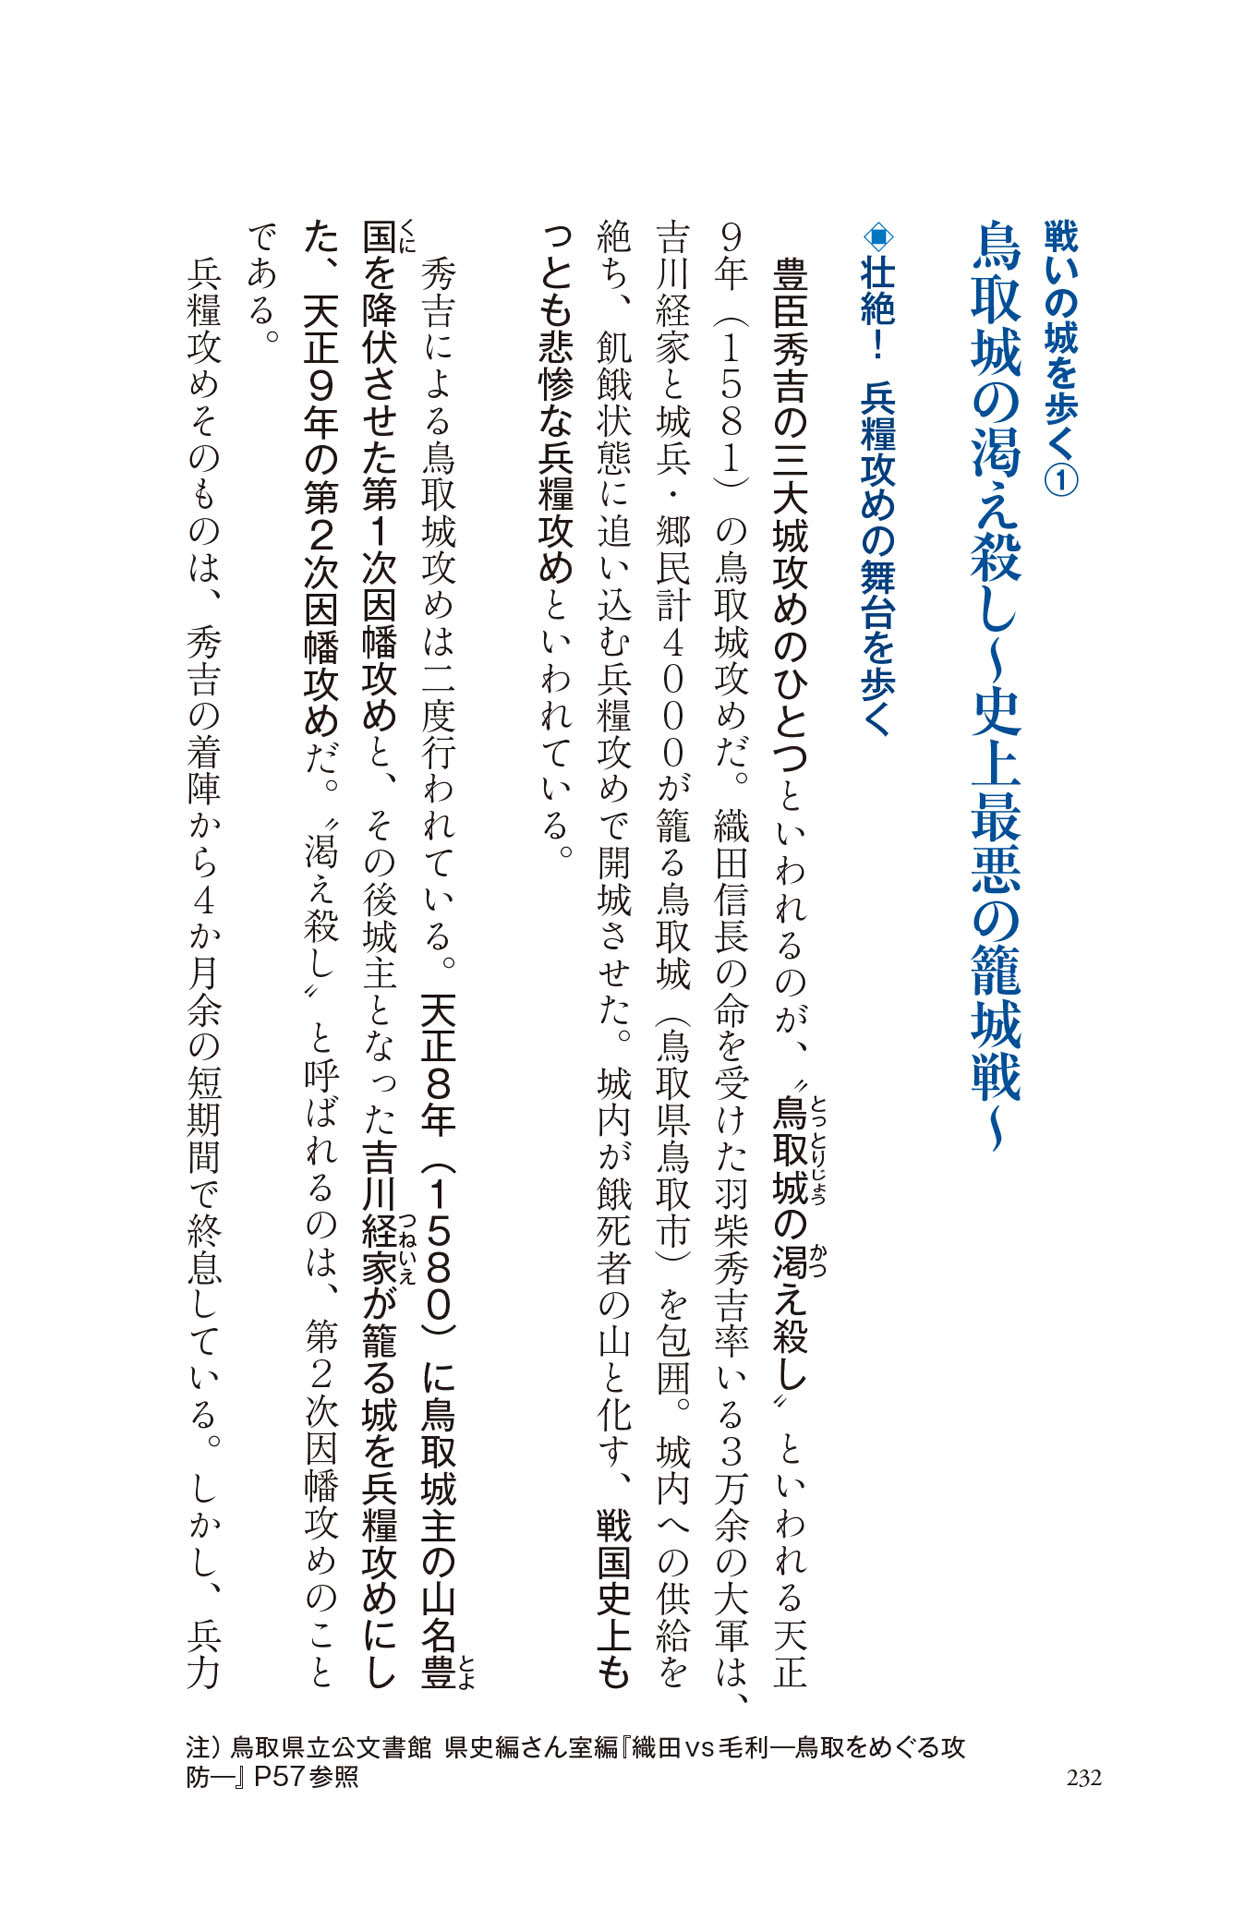 戦いの城を歩く①
鳥取城の渇え殺し〜史上最悪の籠城戦〜
◈壮絶！ 兵糧攻めの舞台を歩く
豊臣秀吉の三大城攻めのひとつといわれるのが、〝鳥取城の渇え殺し〟といわれる天正
9年（1581）の鳥取城攻めだ。織田信長の命を受けた羽柴秀吉率いる3万余の大軍は、
吉川経家と城兵・郷民計4000が籠る鳥取城（鳥取県鳥取市）を包囲。城内への供給を
絶ち、飢餓状態に追い込む兵糧攻めで開城させた。城内が餓死者の山と化す、戦国史上も
っとも悲惨な兵糧攻めといわれている。
秀吉による鳥取城攻めは二度行われている。天正8年（1580）に鳥取城主の山名豊
国を降伏させた第1次因幡攻めと、その後城主となった吉川経家が籠る城を兵糧攻めにし
た、天正9年の第2次因幡攻めだ。〝渇え殺し〟と呼ばれるのは、第2次因幡攻めのこと
である。
兵糧攻めそのものは、秀吉の着陣から4か月余の短期間で終息している。しかし、兵力
注）鳥取県立公文書館 県史編さん室編『織田vs毛利―鳥取をめぐる攻
防―』P57参照
232